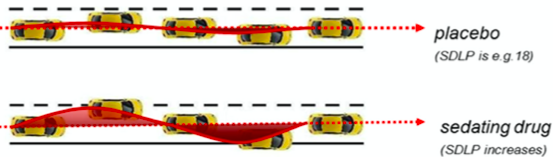 placebo
(SDLP is e.g.18)
sedating drug
(SDLP increases)